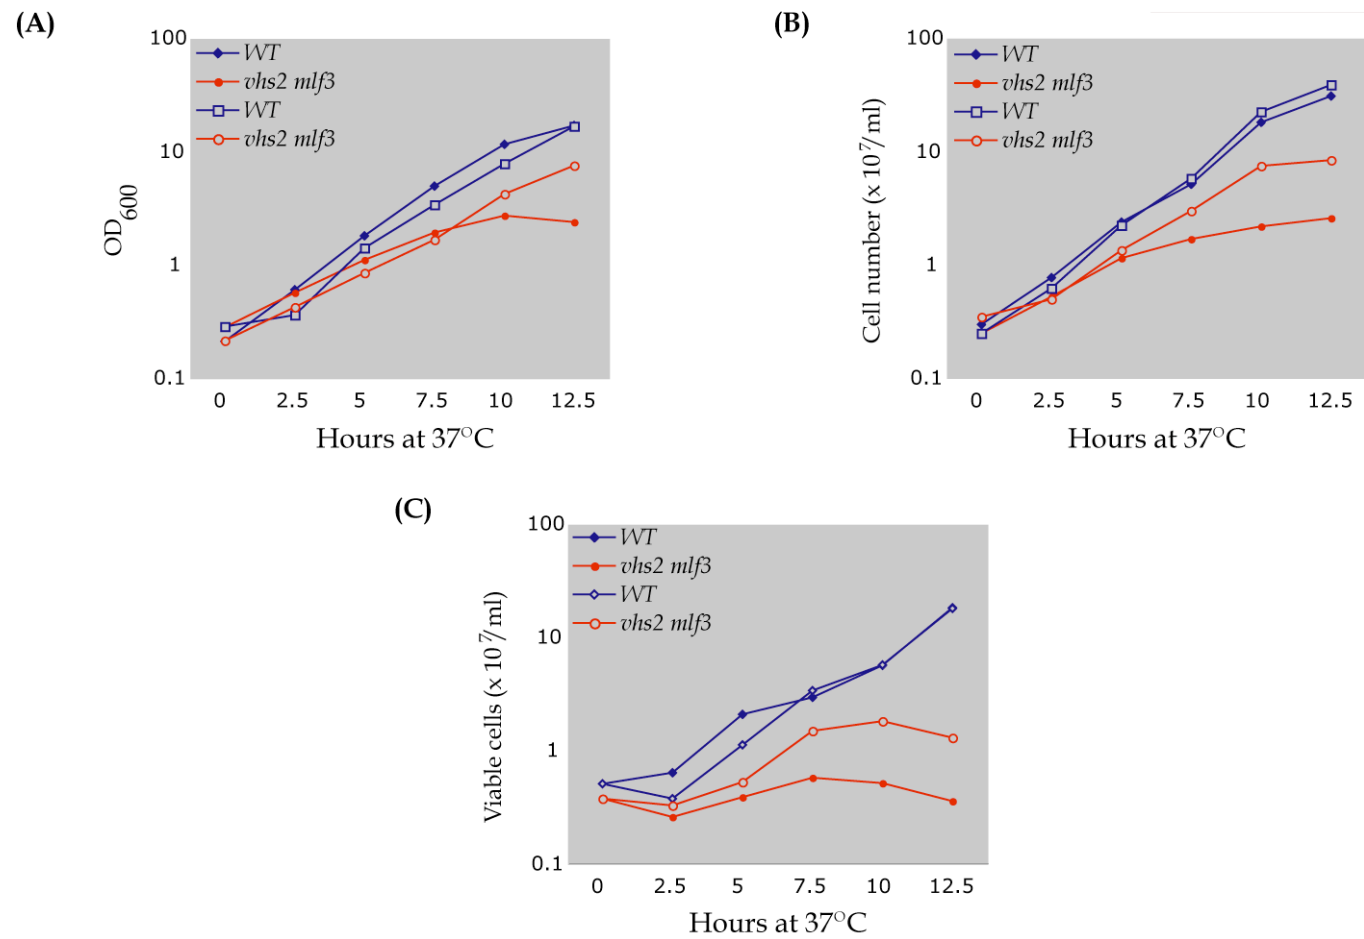 (A)
100
10
1
0.1
OD600
WT
vhs2 mlf3
WT
vhs2 mlf3
0 2.5 5 7.5 10 12.5
Hours at 37°C
(B)
100
10
1
0.1
Cell number (x 10⁷/ml)
WT
vhs2 mlf3
WT
vhs2 mlf3
0 2.5 5 7.5 10 12.5
Hours at 37°C
(C)
100
10
1
0.1
Viable cells (x 10⁷/ml)
WT
vhs2 mlf3
WT
vhs2 mlf3
0 2.5 5 7.5 10 12.5
Hours at 37°C